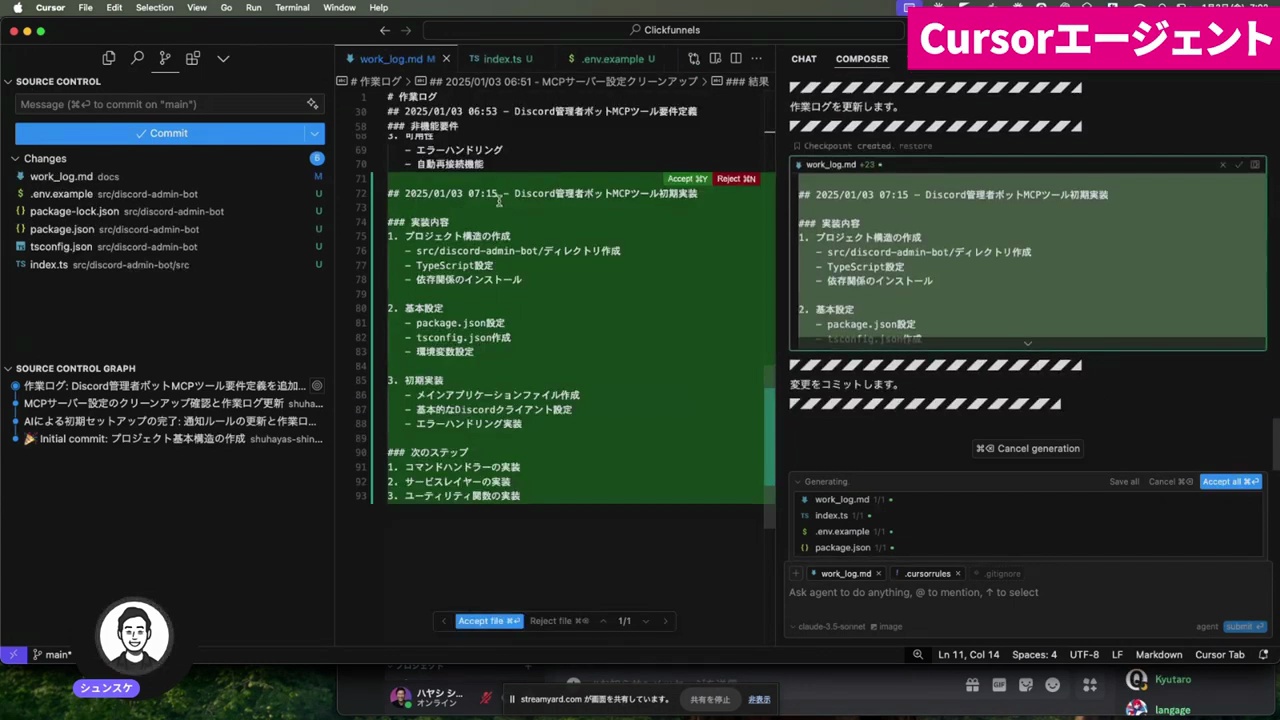 Cursor File Edit Selection View Go Run Terminal Window Help
Clickfunnels
Cursorエージェント
SOURCE CONTROL
Message (⌘⏎ to commit on "main")
Commit
Changes
6
work_log.md docs M
.env.example src/discord-admin-bot U
package-lock.json src/discord-admin-bot U
package.json src/discord-admin-bot U
tsconfig.json src/discord-admin-bot U
index.ts src/discord-admin-bot/src U
SOURCE CONTROL GRAPH
作業ログ: Discord管理者ボットMCPツール要件定義を追加...
MCPサーバー設定のクリーンアップ確認と作業ログ更新 shuha...
AIによる初期セットアップの完了: 通知ルールの更新と作業ロ...
🎉 Initial commit: プロジェクト基本構造の作成 shuhayas-shin...
main*
シュンスケ
work_log.md M
index.ts U
.env.example U
# 作業ログ > ## 2025/01/03 06:51 - MCPサーバー設定クリーンアップ > ### 結果
1 # 作業ログ
30 ## 2025/01/03 06:53 - Discord管理者ボットMCPツール要件定義
58 ### 非機能要件
68 3. 可用性
69 - エラーハンドリング
70 - 自動再接続機能
71
Accept ⌘Y Reject ⌘N
72 ## 2025/01/03 07:15 - Discord管理者ボットMCPツール初期実装
73
74 ### 実装内容
75 1. プロジェクト構造の作成
76 - src/discord-admin-bot/ディレクトリ作成
77 - TypeScript設定
78 - 依存関係のインストール
79
80 2. 基本設定
81 - package.json設定
82 - tsconfig.json作成
83 - 環境変数設定
84
85 3. 初期実装
86 - メインアプリケーションファイル作成
87 - 基本的なDiscordクライアント設定
88 - エラーハンドリング実装
89
90 ### 次のステップ
91 1. コマンドハンドラーの実装
92 2. サービスレイヤーの実装
93 3. ユーティリティ関数の実装
Accept file ⌘⏎ Reject file ⌘⌫ 1/1
CHAT COMPOSER
作業ログを更新します。
Checkpoint created. restore
work_log.md +23
## 2025/01/03 07:15 - Discord管理者ボットMCPツール初期実装
### 実装内容
1. プロジェクト構造の作成
- src/discord-admin-bot/ディレクトリ作成
- TypeScript設定
- 依存関係のインストール
2. 基本設定
- package.json設定
- tsconfig.json作成
変更をコミットします。
⌘⌫ Cancel generation
Generating. Save all Cancel ⌘⌫ Accept all ⌘⏎
work_log.md 1/1
index.ts 1/1
.env.example 1/1
package.json 1/1
work_log.md .cursorrules .gitignore
Ask agent to do anything, @ to mention, ↑ to select
claude-3.5-sonnet image agent submit
Ln 11, Col 14 Spaces: 4 UTF-8 LF Markdown Cursor Tab
ハヤシ シ...
オンライン
streamyard.com が画面を共有しています。
共有を停止
非表示
GIF
Kyutaro
langage